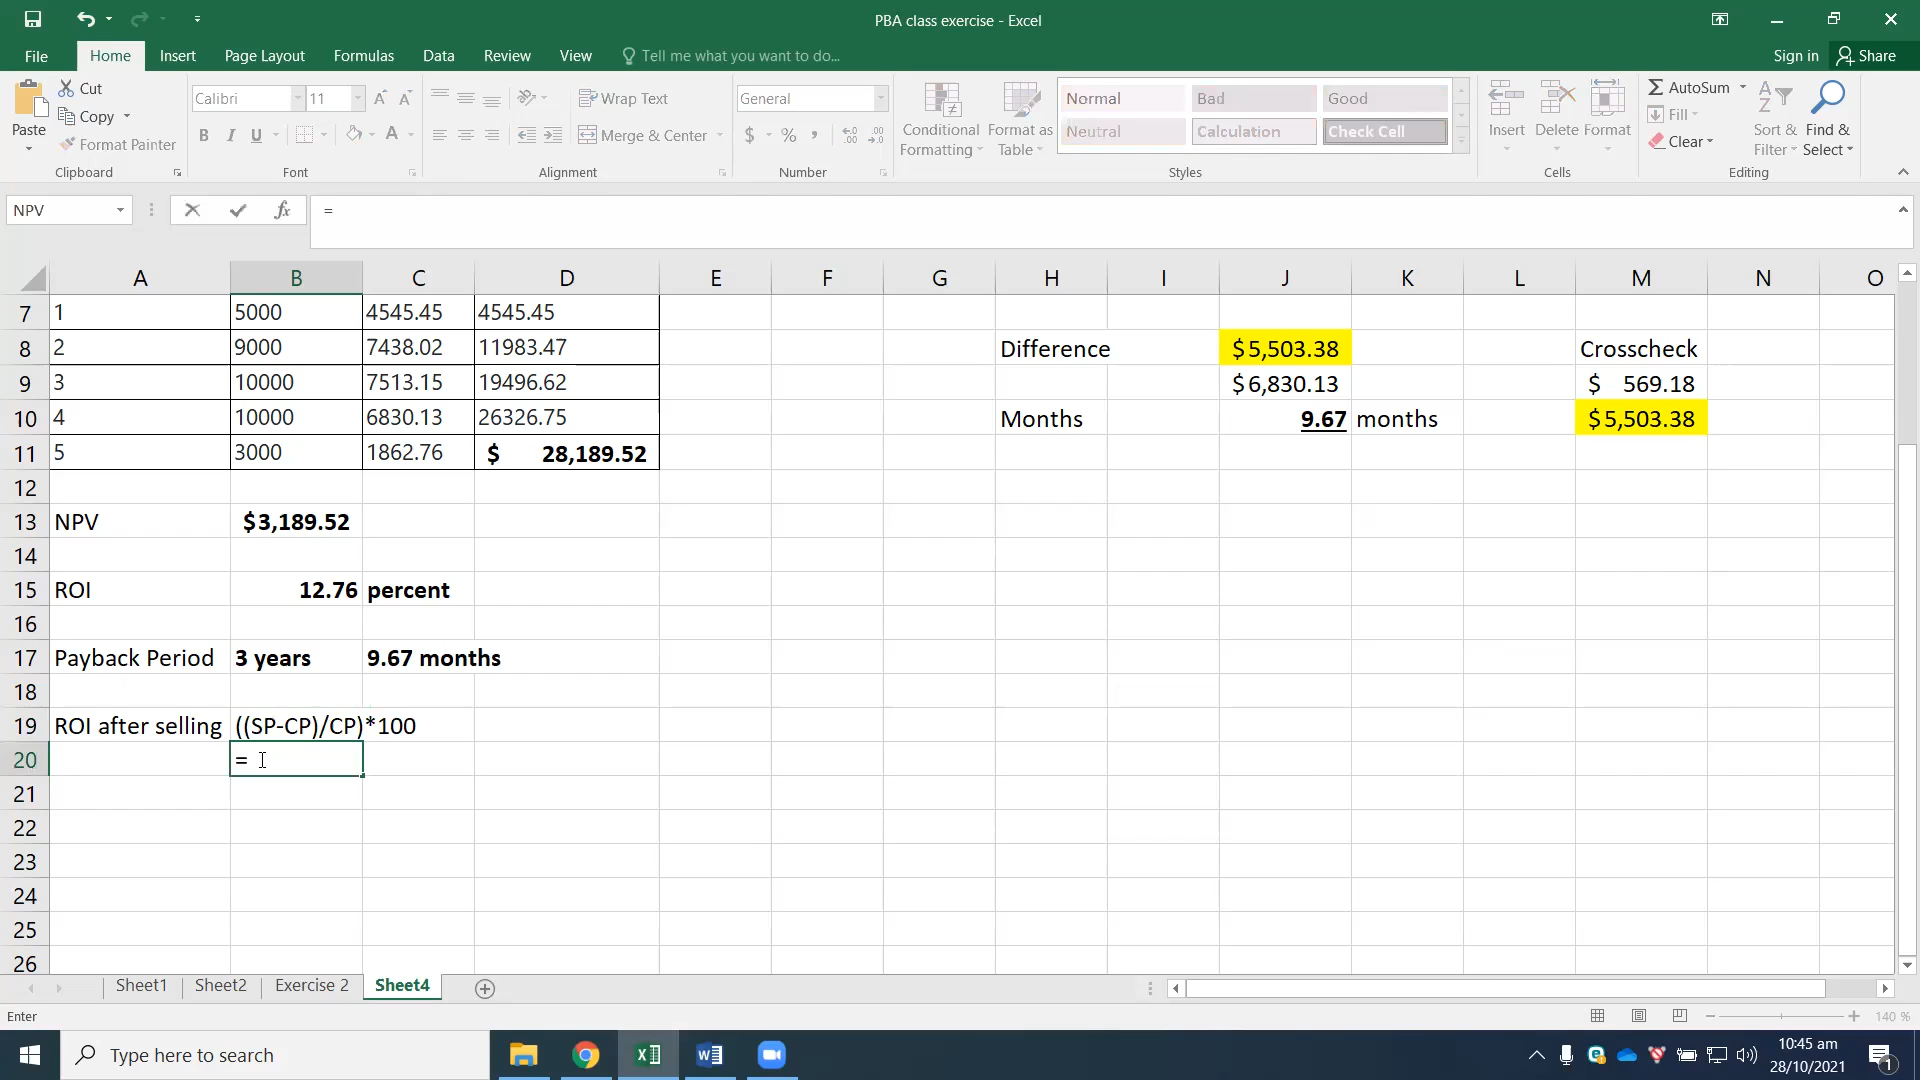 PBA class exercise - Excel
File Home Insert Page Layout Formulas Data Review View Tell me what you want to do... Sign in Share
Paste Cut Copy Format Painter Clipboard
Calibri 11 A A B I U A Font
Wrap Text Merge & Center Alignment
General $ % , Number
Conditional Formatting Format as Table
Normal Bad Good
Neutral Calculation Check Cell
Styles
Insert Delete Format Cells
AutoSum Fill Clear Sort & Filter Find & Select Editing
NPV fx =
A B C D E F G H I J K L M N O
7 1 5000 4545.45 4545.45
8 2 9000 7438.02 11983.47 Difference $5,503.38 Crosscheck
9 3 10000 7513.15 19496.62 $6,830.13 $ 569.18
10 4 10000 6830.13 26326.75 Months 9.67 months $5,503.38
11 5 3000 1862.76 $ 28,189.52
12
13 NPV $3,189.52
14
15 ROI 12.76 percent
16
17 Payback Period 3 years 9.67 months
18
19 ROI after selling ((SP-CP)/CP)*100
20 =
21
22
23
24
25
26
Sheet1 Sheet2 Exercise 2 Sheet4
Enter 140 %
Type here to search 10:45 am
28/10/2021 1